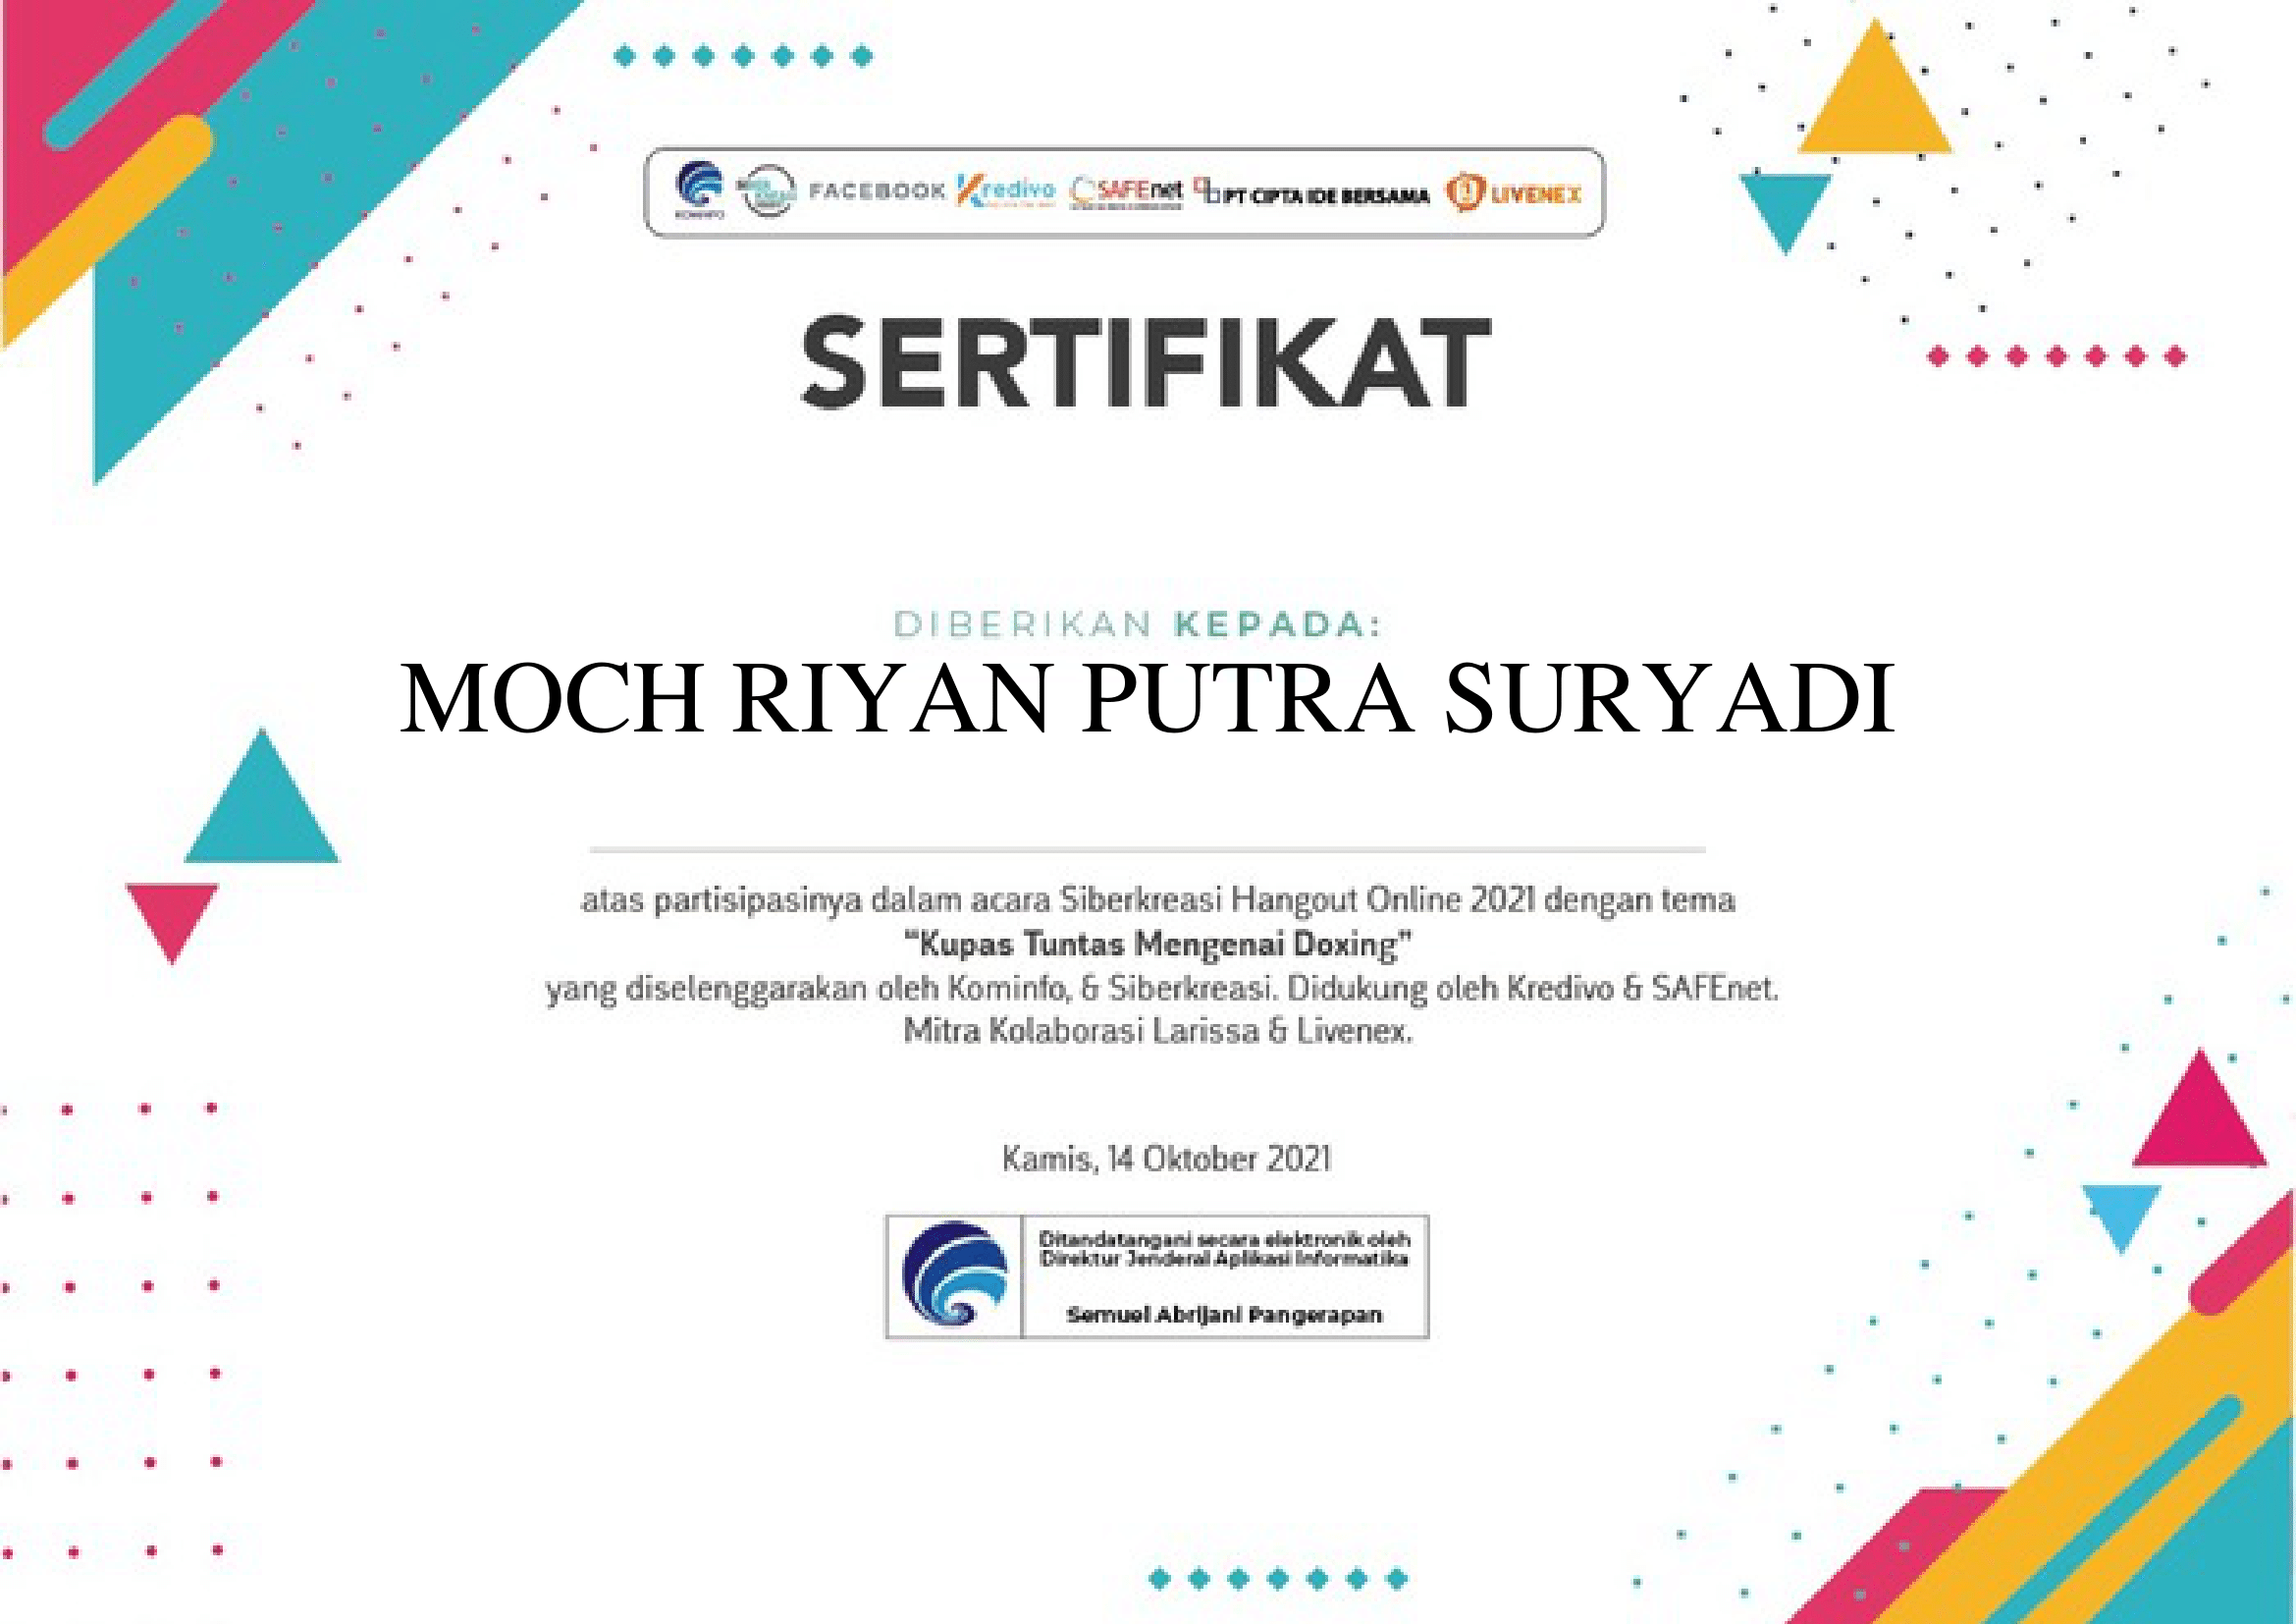 KOMINFO FACEBOOK Kredivo SAFEnet PT CIPTA IDE BERSAMA LIVENEX
SERTIFIKAT
DIBERIKAN KEPADA:
MOCH RIYAN PUTRA SURYADI
atas partisipasinya dalam acara Siberkreasi Hangout Online 2021 dengan tema
“Kupas Tuntas Mengenai Doxing”
yang diselenggarakan oleh Kominfo, & Siberkreasi. Didukung oleh Kredivo & SAFEnet.
Mitra Kolaborasi Larissa & Livenex.
Kamis, 14 Oktober 2021
Ditandatangani secara elektronik oleh
Direktur Jenderal Aplikasi Informatika
Semuel Abrijani Pangerapan